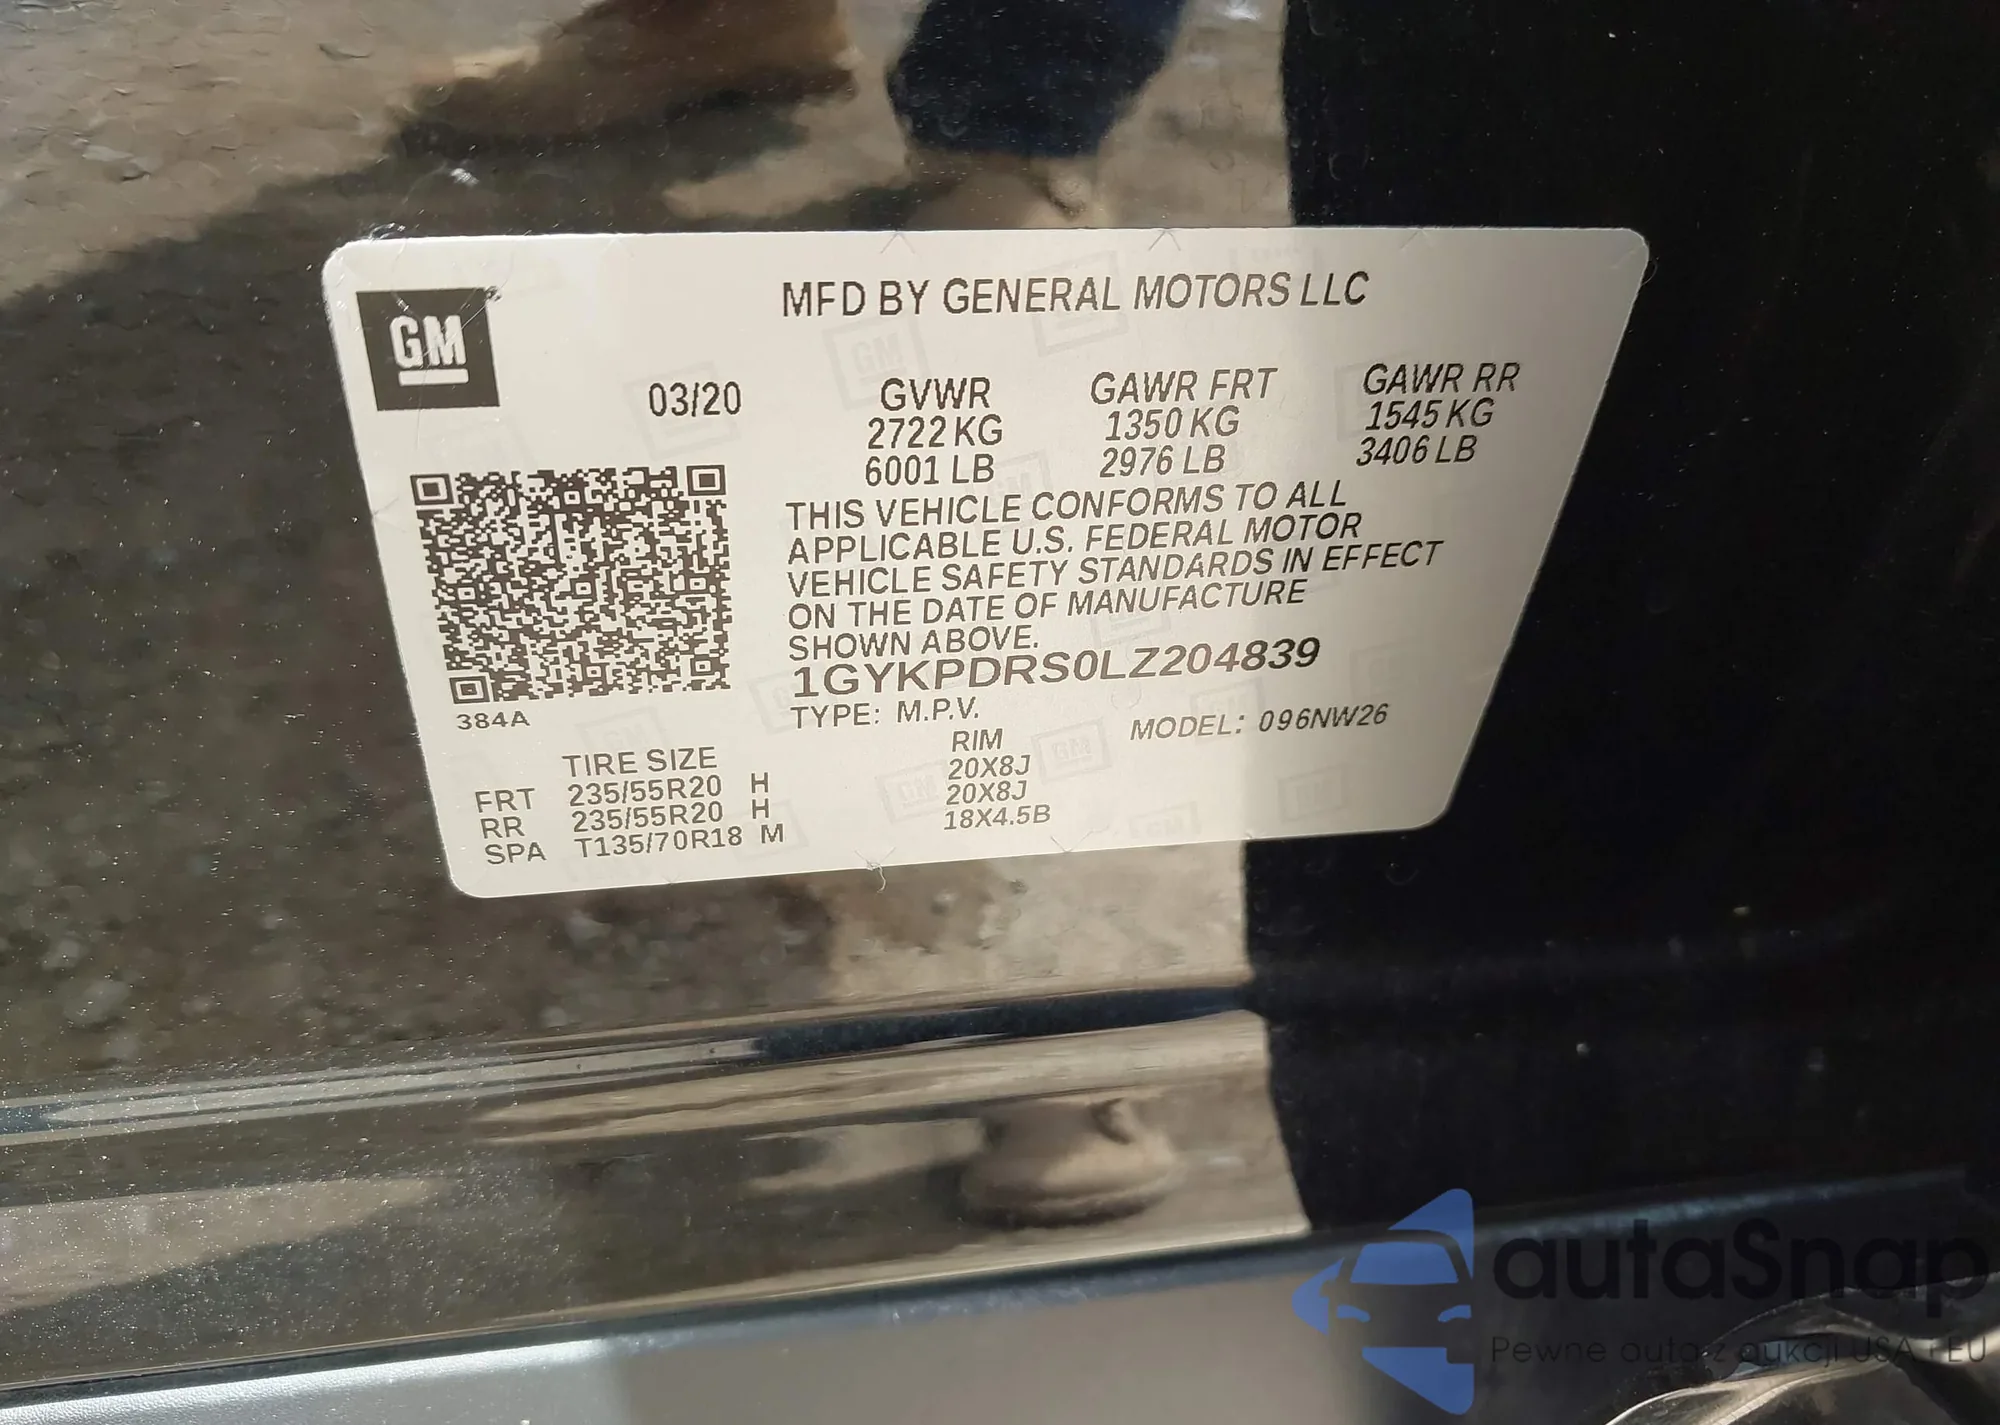 GM
MFD BY GENERAL MOTORS LLC
03/20 GVWR GAWR FRT GAWR RR
2722 KG 1350 KG 1545 KG
6001 LB 2976 LB 3406 LB
THIS VEHICLE CONFORMS TO ALL
APPLICABLE U.S. FEDERAL MOTOR
VEHICLE SAFETY STANDARDS IN EFFECT
ON THE DATE OF MANUFACTURE
SHOWN ABOVE.
1GYKPDRS0LZ204839
384A
TYPE: M.P.V. MODEL: 096NW26
TIRE SIZE RIM
FRT 235/55R20 H 20X8J
RR 235/55R20 H 20X8J
SPA T135/70R18 M 18X4.5B
autaSnap
Pewne auta z aukcji USA i EU